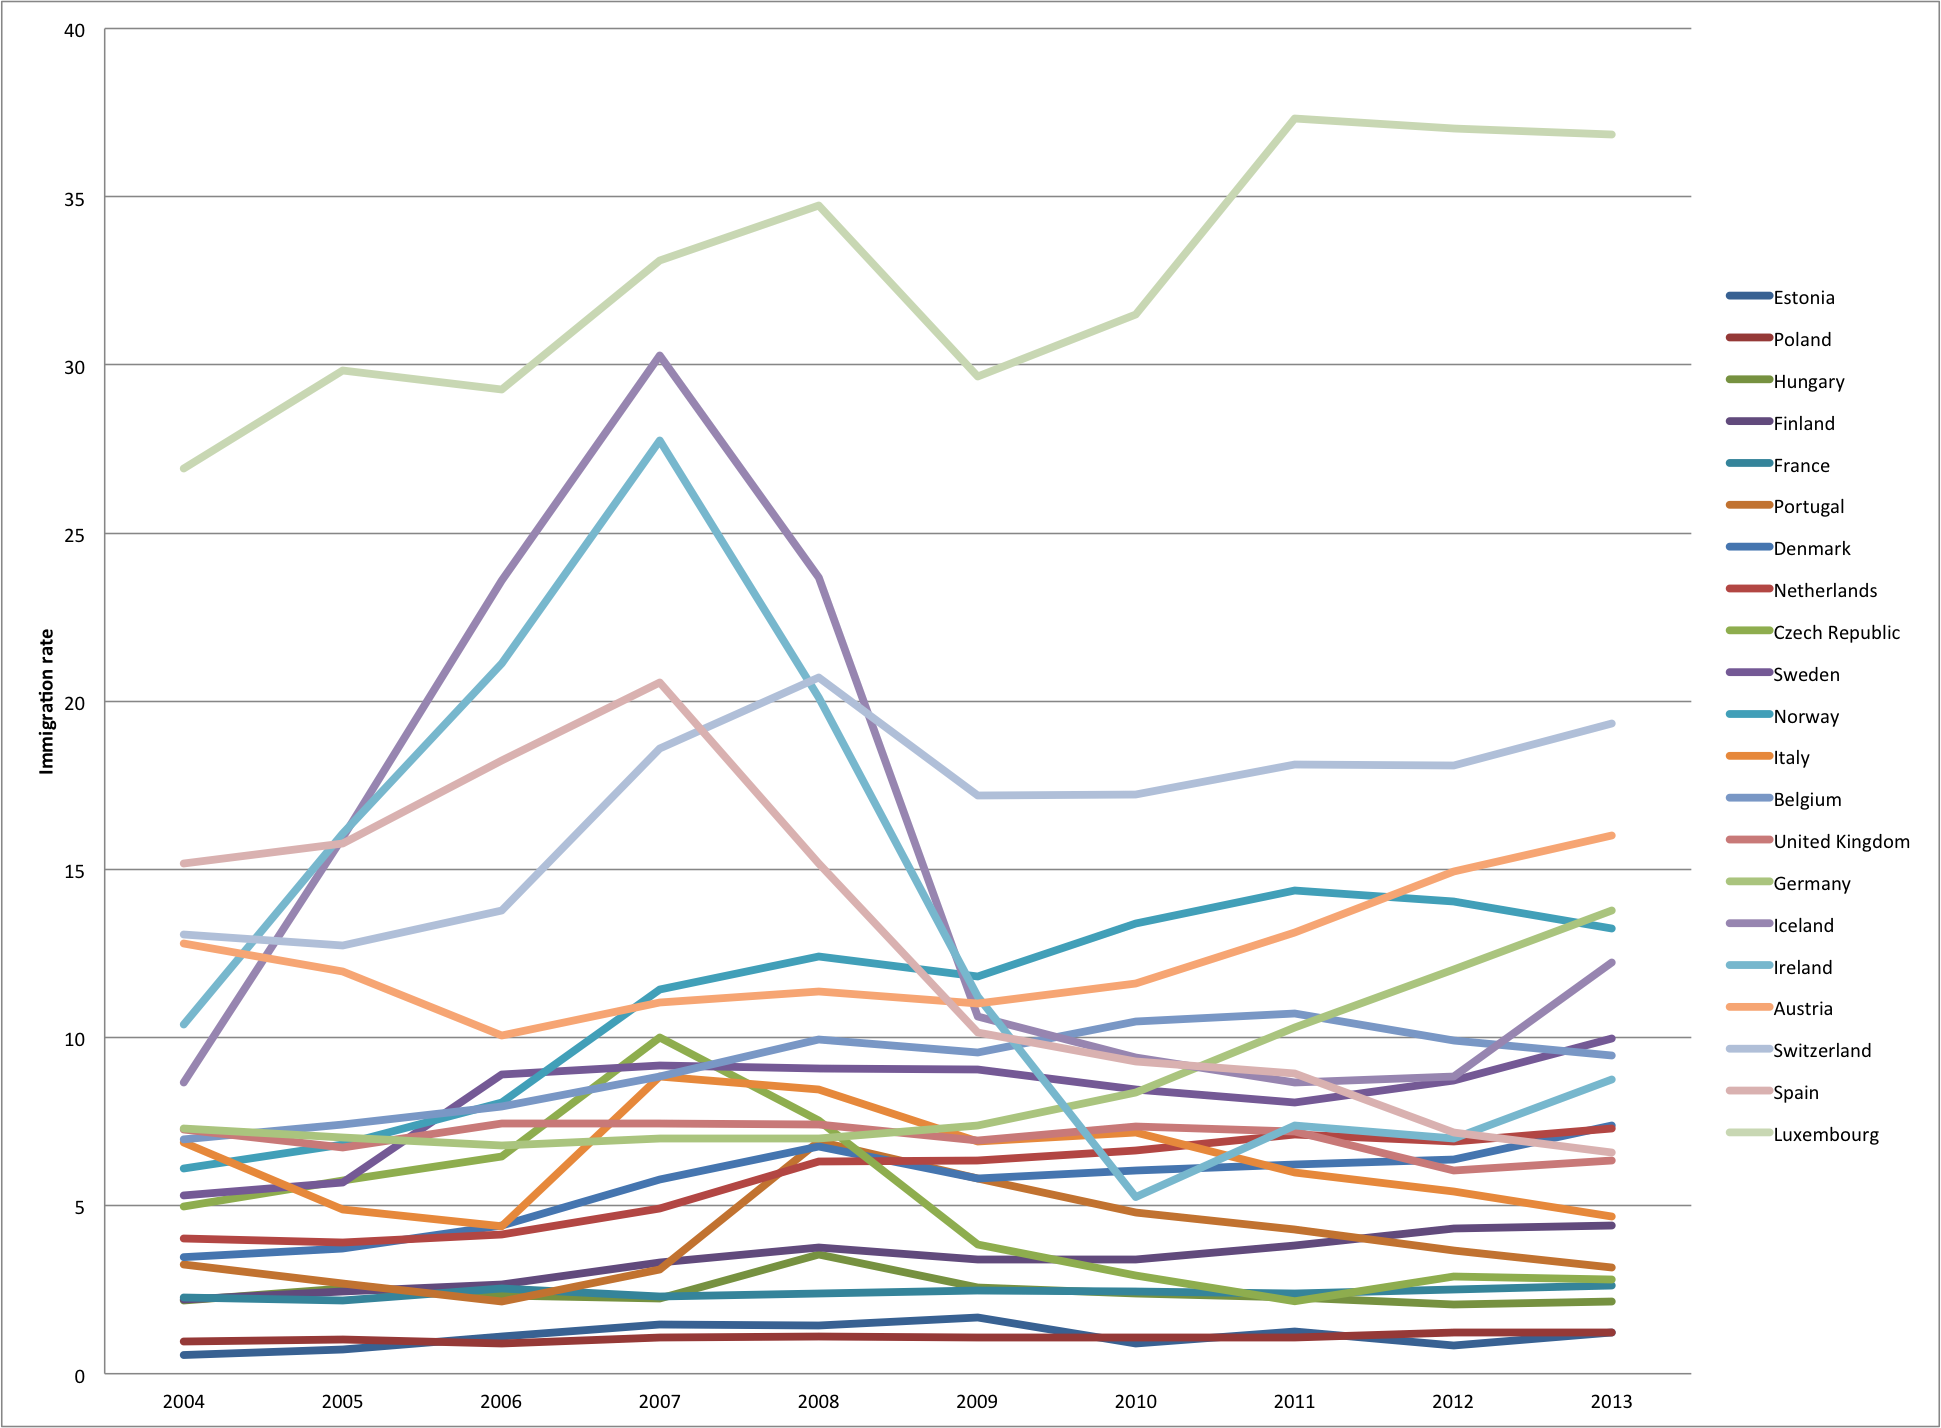 40
35
30
25
20
15
10
5
0
Immigration rate
2004 2005 2006 2007 2008 2009 2010 2011 2012 2013
Estonia
Poland
Hungary
Finland
France
Portugal
Denmark
Netherlands
Czech Republic
Sweden
Norway
Italy
Belgium
United Kingdom
Germany
Iceland
Ireland
Austria
Switzerland
Spain
Luxembourg